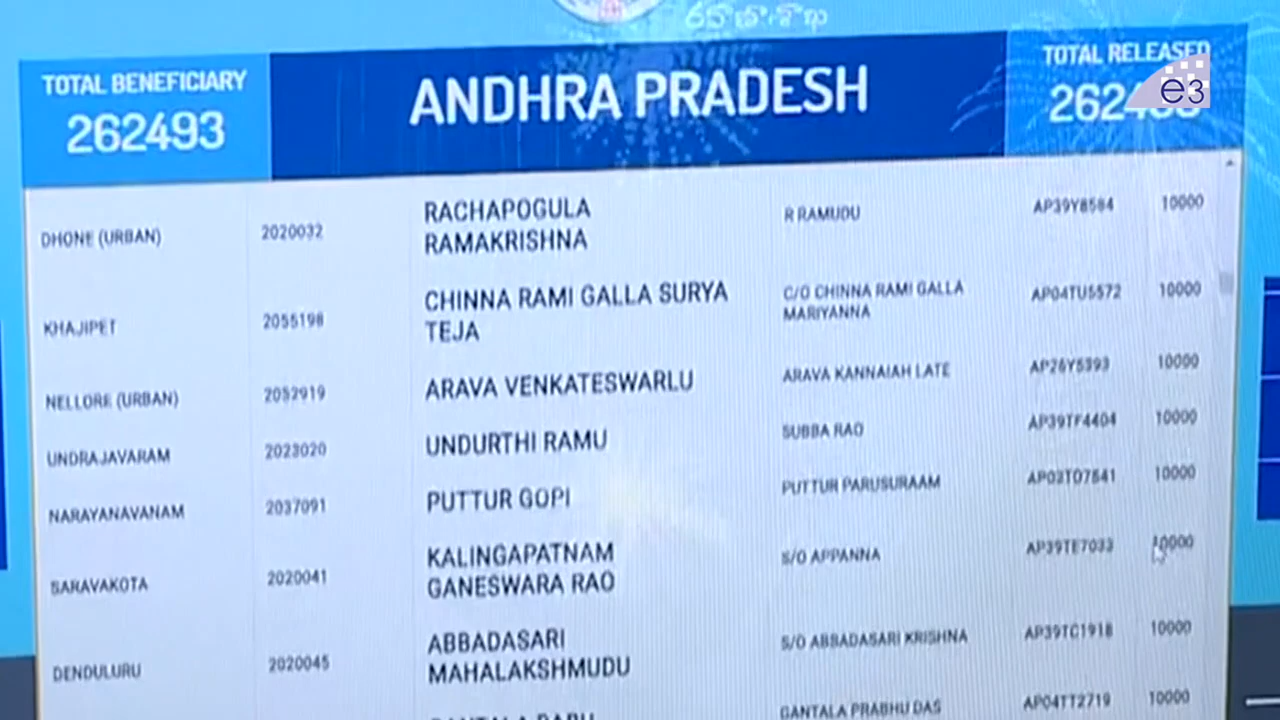 TOTAL BENEFICIARY
262493
ANDHRA PRADESH
TOTAL RELEASED
e3
DHONE (URBAN) 2020032 RACHAPOGULA RAMAKRISHNA R RAMUDU AP39Y8584 10000
KHAJIPET 2055198 CHINNA RAMI GALLA SURYA TEJA C/O CHINNA RAMI GALLA MARIYANNA AP04TU5572 10000
NELLORE (URBAN) 2052919 ARAVA VENKATESWARLU ARAVA KANNAIAH LATE AP26Y5393 10000
UNDRAJAVARAM 2023020 UNDURTHI RAMU SUBBA RAO AP39TF4404 10000
NARAYANAVANAM 2037091 PUTTUR GOPI PUTTUR PARUSURAAM AP03TD7541 10000
SARAVAKOTA 2020041 KALINGAPATNAM GANESWARA RAO S/O APPANNA AP39TE7033 10000
DENDULURU 2020045 ABBADASARI MAHALAKSHMUDU S/O ABBADASARI KRISHNA AP39TC1918 10000
GANTALA PRABHU DAS AP04TT2719 10000